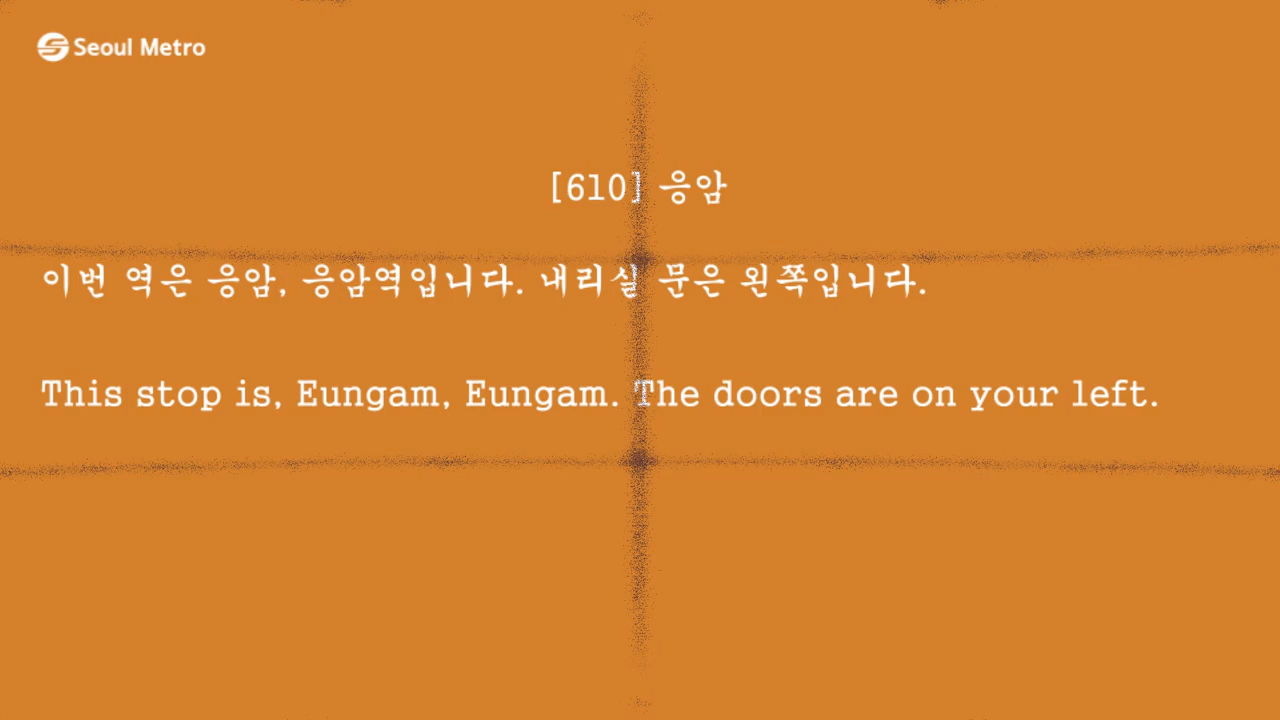 Seoul Metro
[610] 응암
이번 역은 응암, 응암역입니다. 내리실 문은 왼쪽입니다.
This stop is, Eungam, Eungam. The doors are on your left.